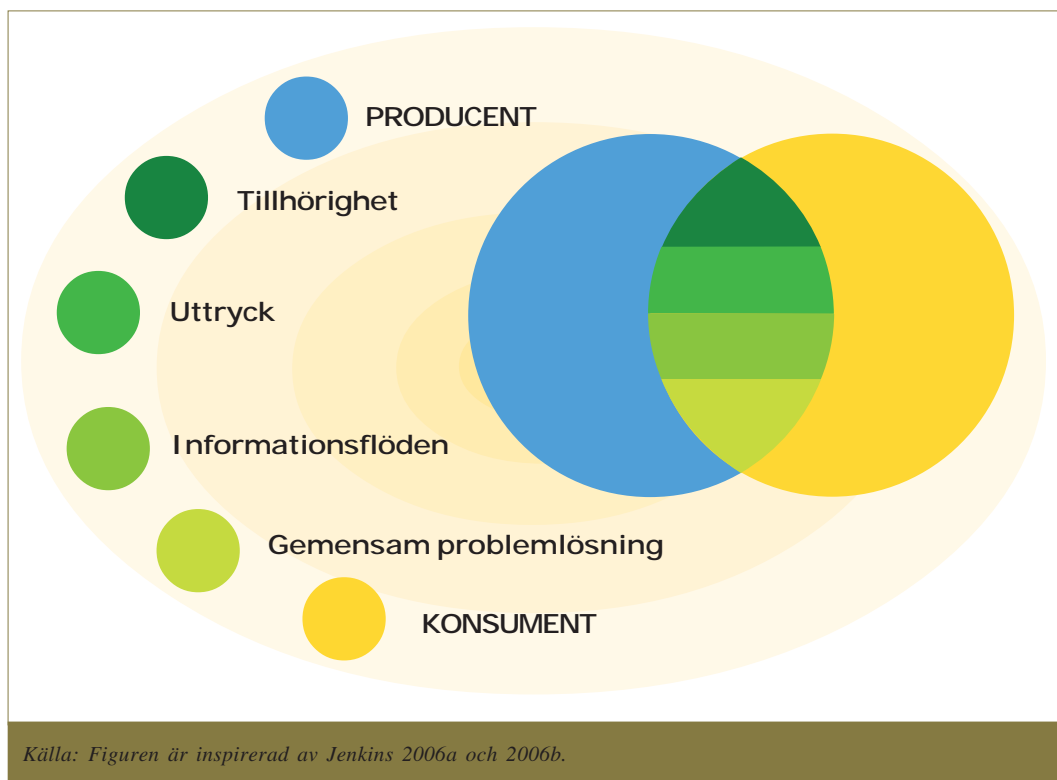 PRODUCENT
Tillhörighet
Uttryck
Informationsflöden
Gemensam problemlösning
KONSUMENT
Källa: Figuren är inspirerad av Jenkins 2006a och 2006b.